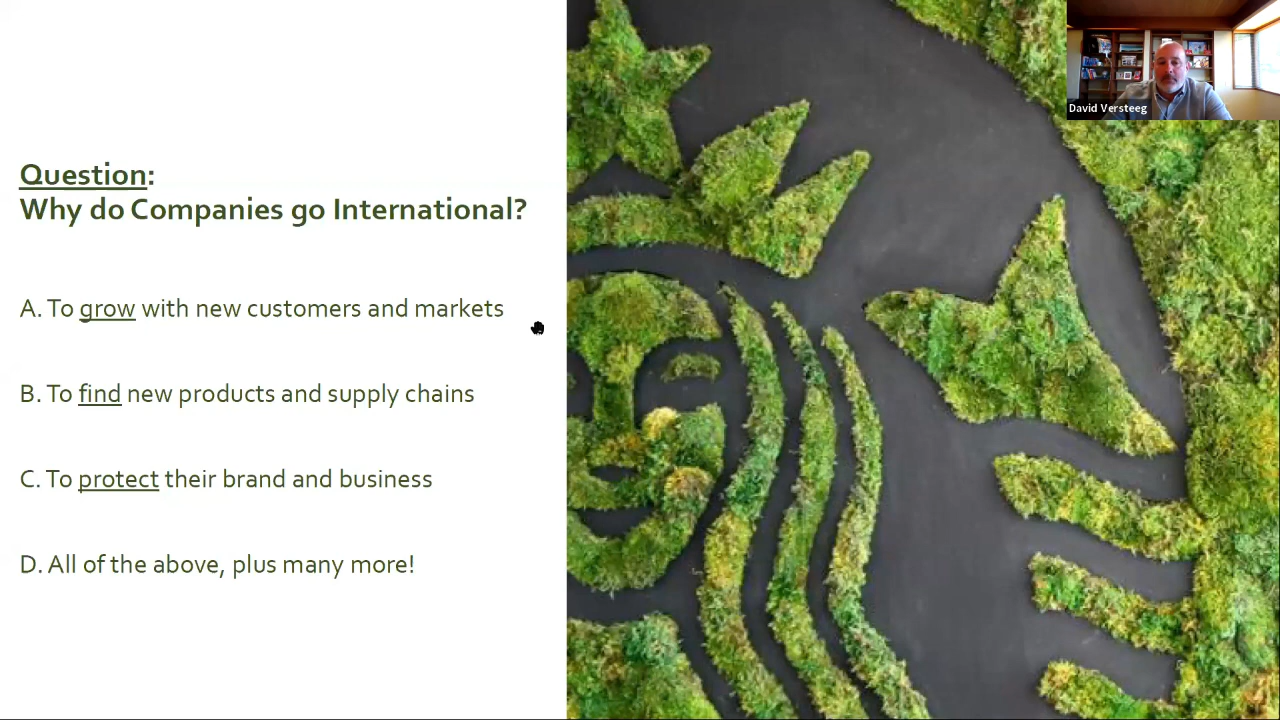 Question:
Why do Companies go International?
A. To grow with new customers and markets
B. To find new products and supply chains
C. To protect their brand and business
D. All of the above, plus many more!
David Versteeg